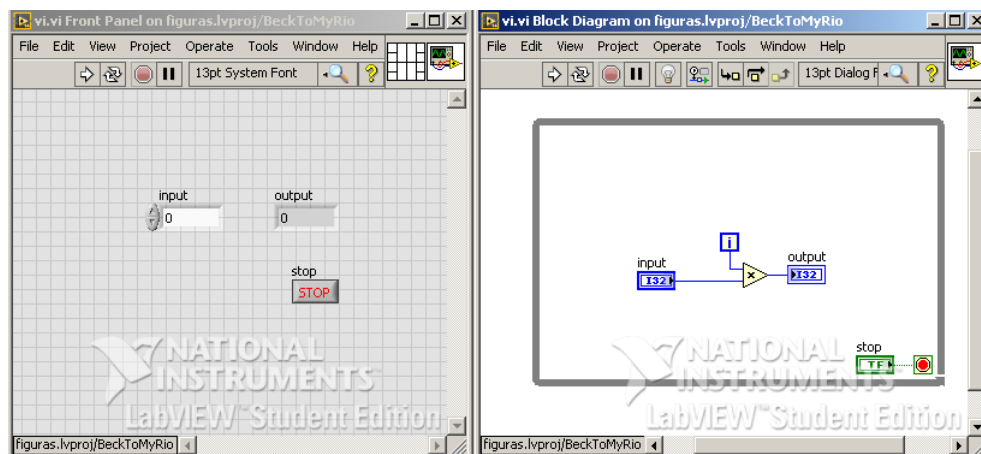 vi.vi Front Panel on figuras.lvproj/BeckToMyRio
File Edit View Project Operate Tools Window Help
13pt System Font
input
0
output
0
stop
STOP
NATIONAL
INSTRUMENTS
LabVIEW™ Student Edition
figuras.lvproj/BeckToMyRio
vi.vi Block Diagram on figuras.lvproj/BeckToMyRio
File Edit View Project Operate Tools Window Help
13pt Dialog F
i
input
I32
×
output
I32
stop
TF
NATIONAL
INSTRUMENTS
LabVIEW™ Student Edition
figuras.lvproj/BeckToMyRio